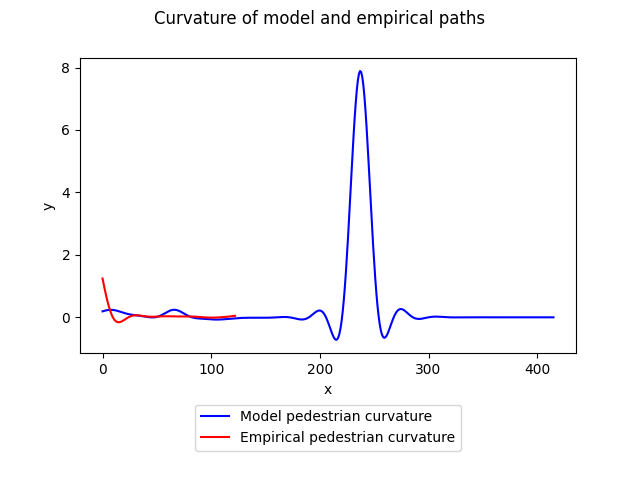 Curvature of model and empirical paths
8
6
4
2
0
y
0 100 200 300 400
x
Model pedestrian curvature
Empirical pedestrian curvature